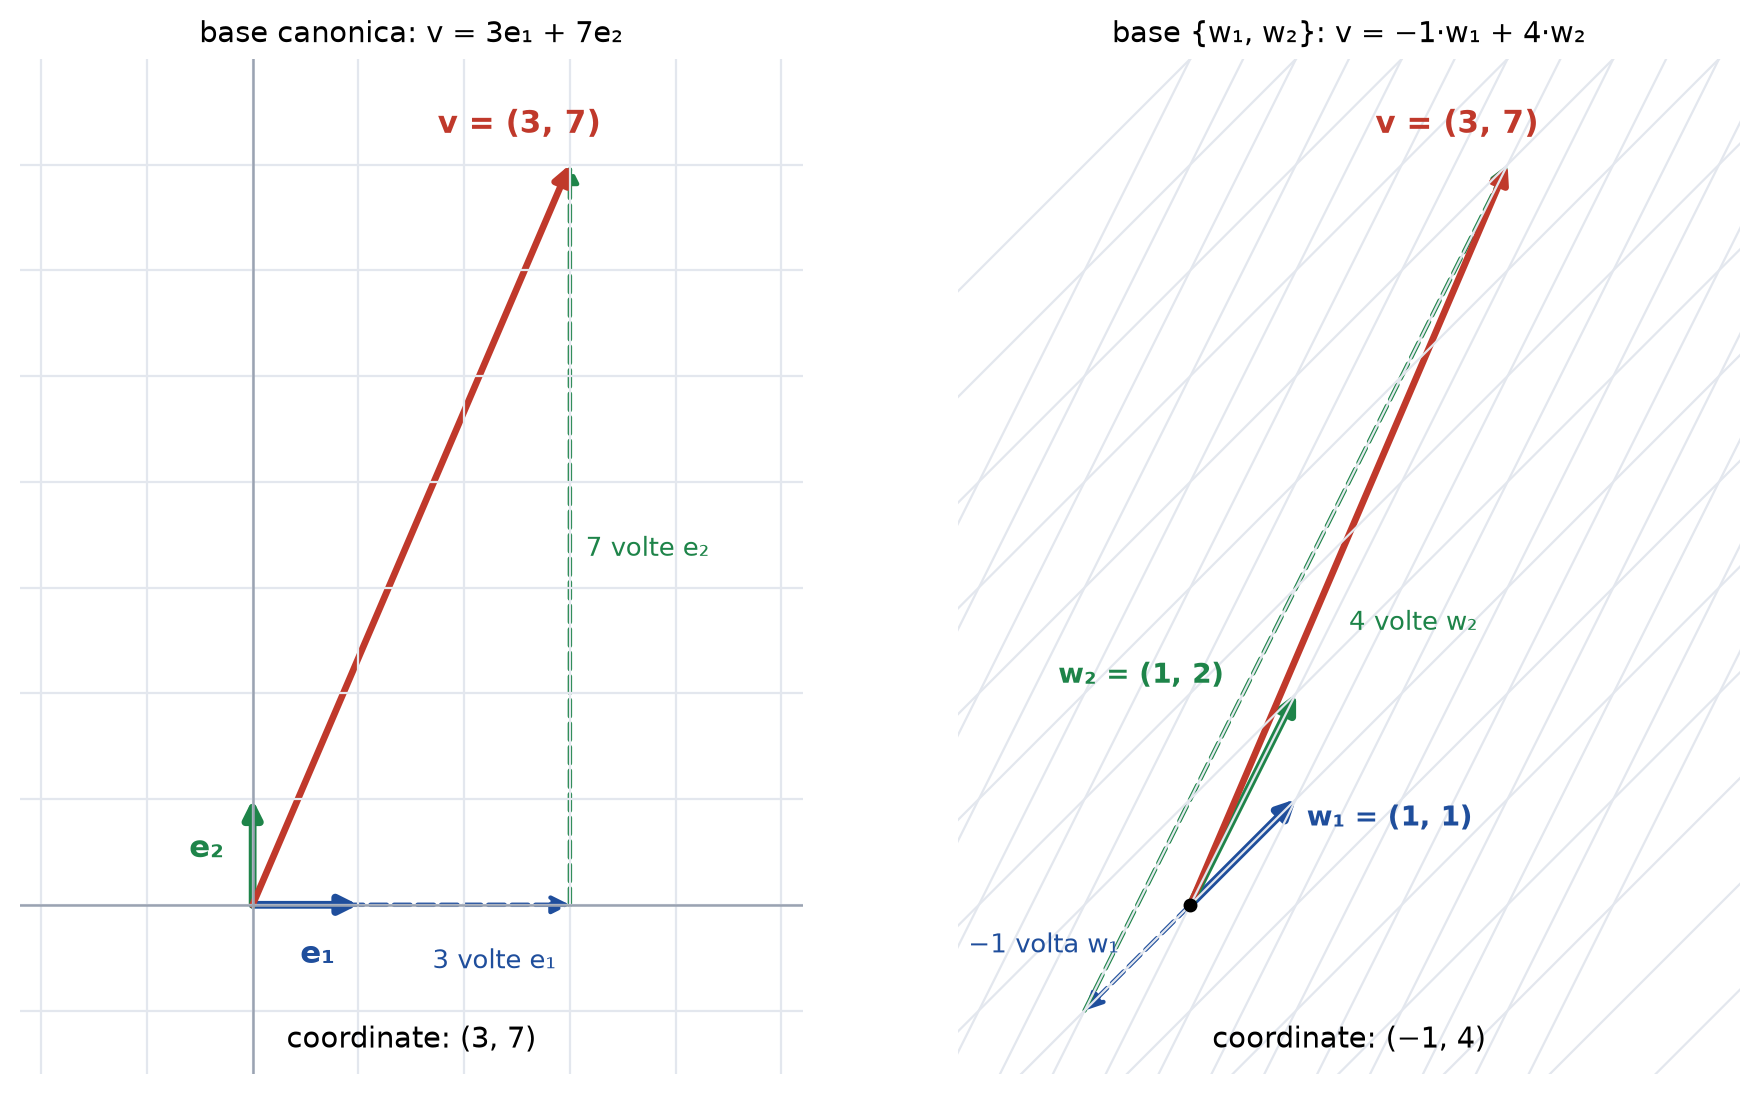 base canonica: v = 3e₁ + 7e₂
v = (3, 7)
7 volte e₂
e₂
e₁
3 volte e₁
coordinate: (3, 7)
base {w₁, w₂}: v = −1·w₁ + 4·w₂
v = (3, 7)
4 volte w₂
w₂ = (1, 2)
w₁ = (1, 1)
−1 volta w₁
coordinate: (−1, 4)